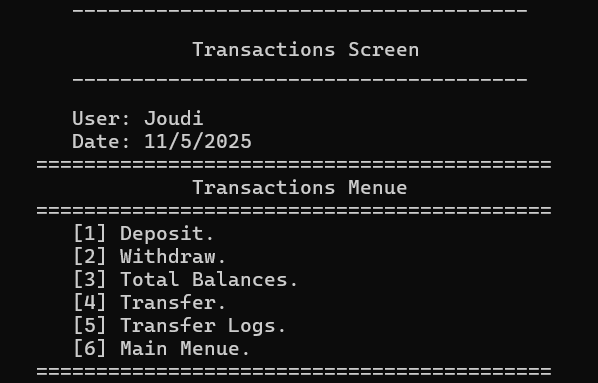 --------------------------------------
Transactions Screen
--------------------------------------
User: Joudi
Date: 11/5/2025
===========================================
Transactions Menue
===========================================
[1] Deposit.
[2] Withdraw.
[3] Total Balances.
[4] Transfer.
[5] Transfer Logs.
[6] Main Menue.
===========================================